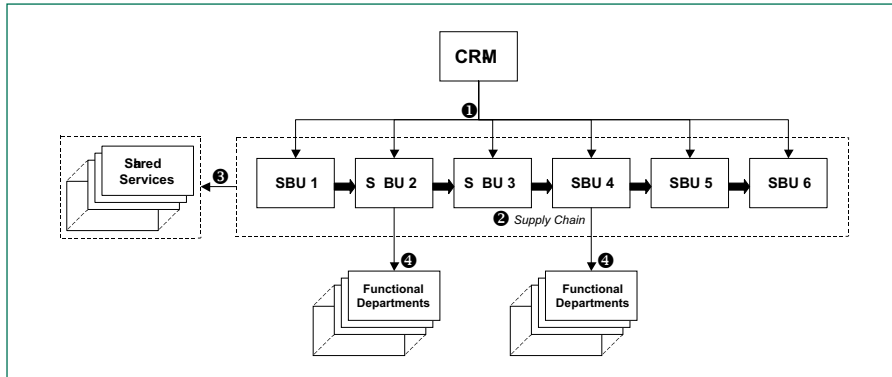 CRM
❶
Shared
Services
❸
SBU 1
S BU 2
S BU 3
SBU 4
SBU 5
SBU 6
❷ Supply Chain
❹
❹
Functional
Departments
Functional
Departments